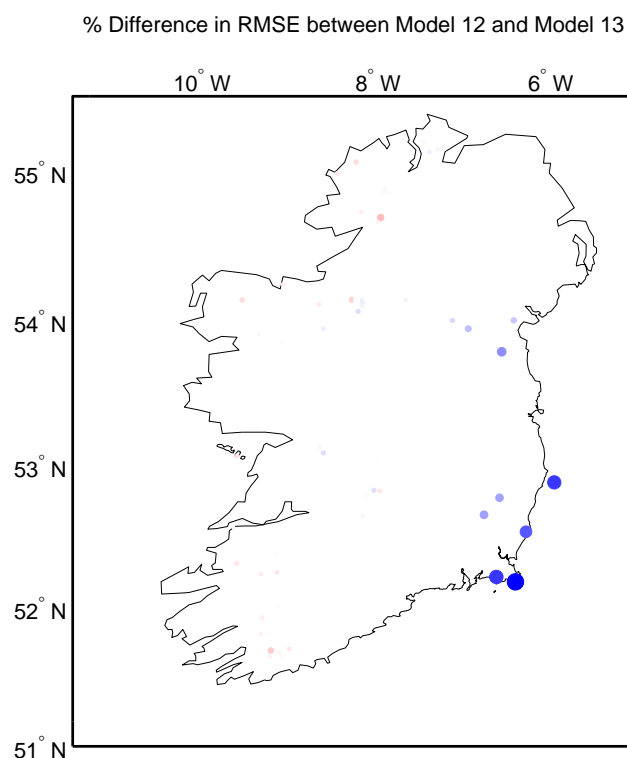 % Difference in RMSE between Model 12 and Model 13
10° W 8° W 6° W
55° N
54° N
53° N
52° N
51° N